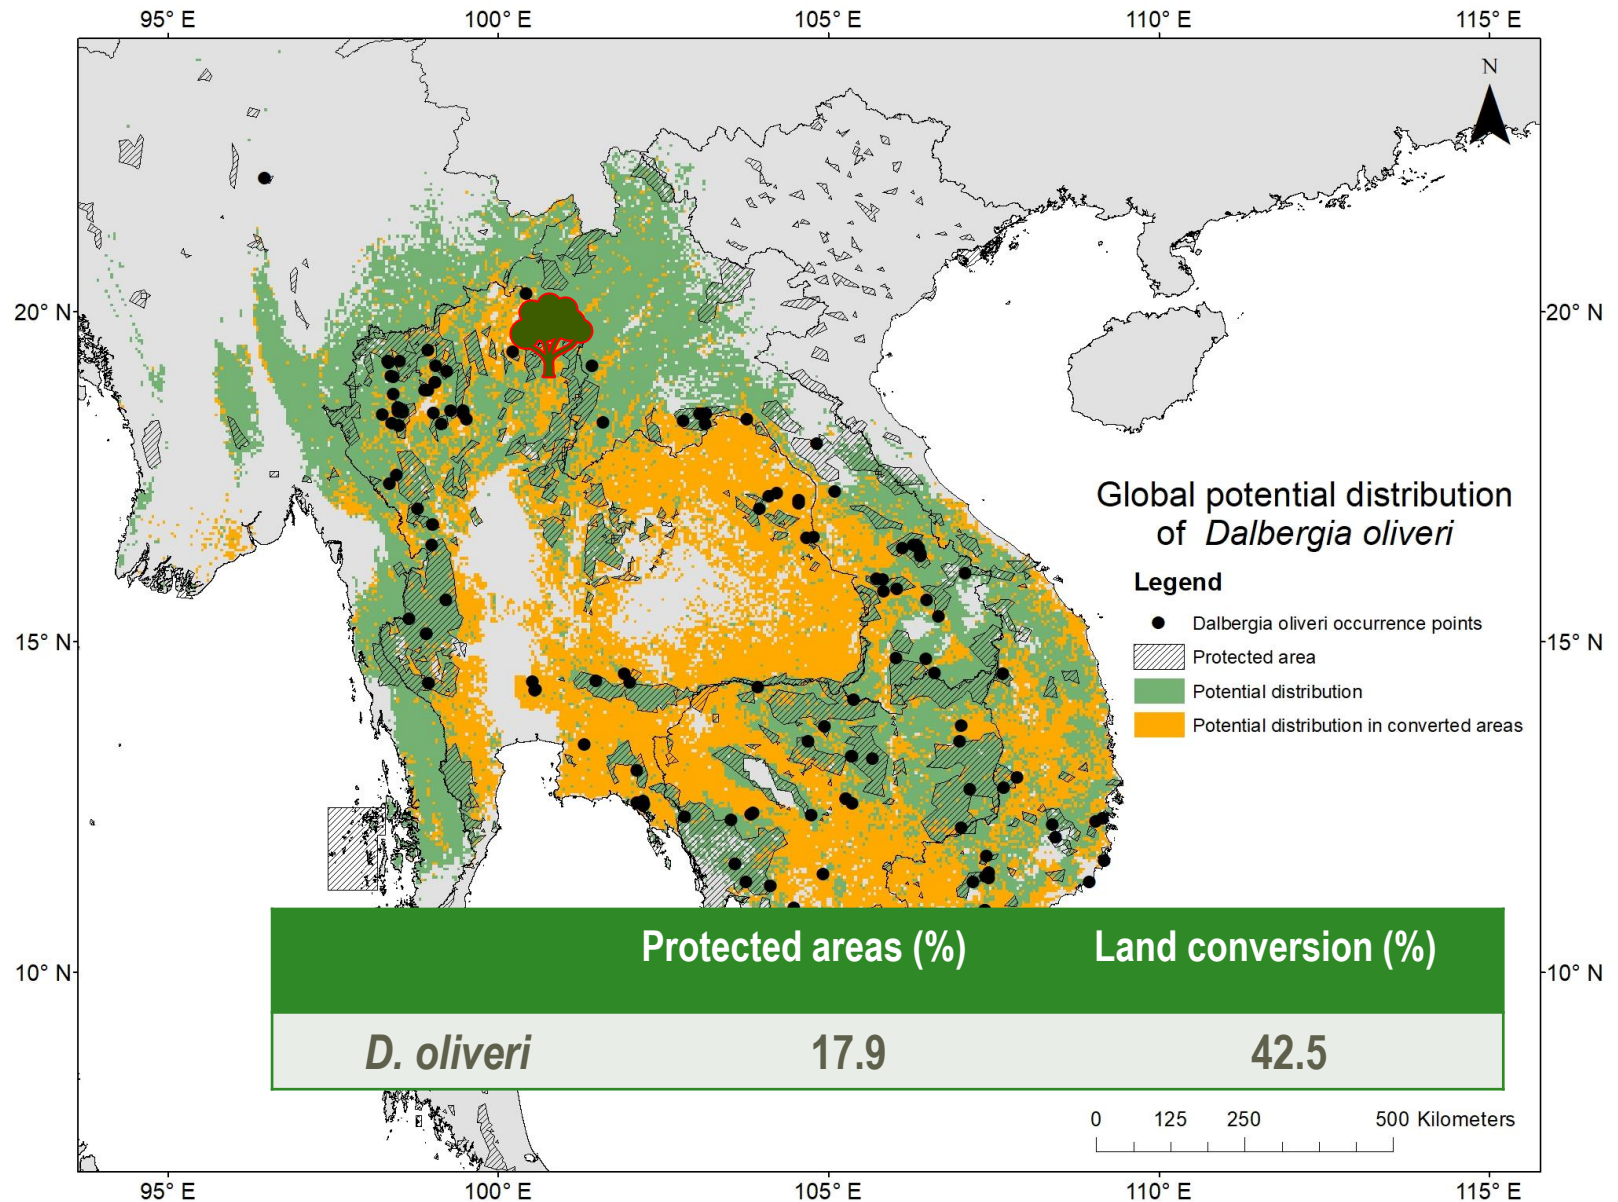 95° E 100° E 105° E 110° E 115° E
N
20° N 20° N
Global potential distribution
of Dalbergia oliveri
Legend
Dalbergia oliveri occurrence points
15° N 15° N
Protected area
Potential distribution
Potential distribution in converted areas
Protected areas (%) Land conversion (%)
10° N 10° N
D. oliveri 17.9 42.5
0 125 250 500 Kilometers
95° E 100° E 105° E 110° E 115° E